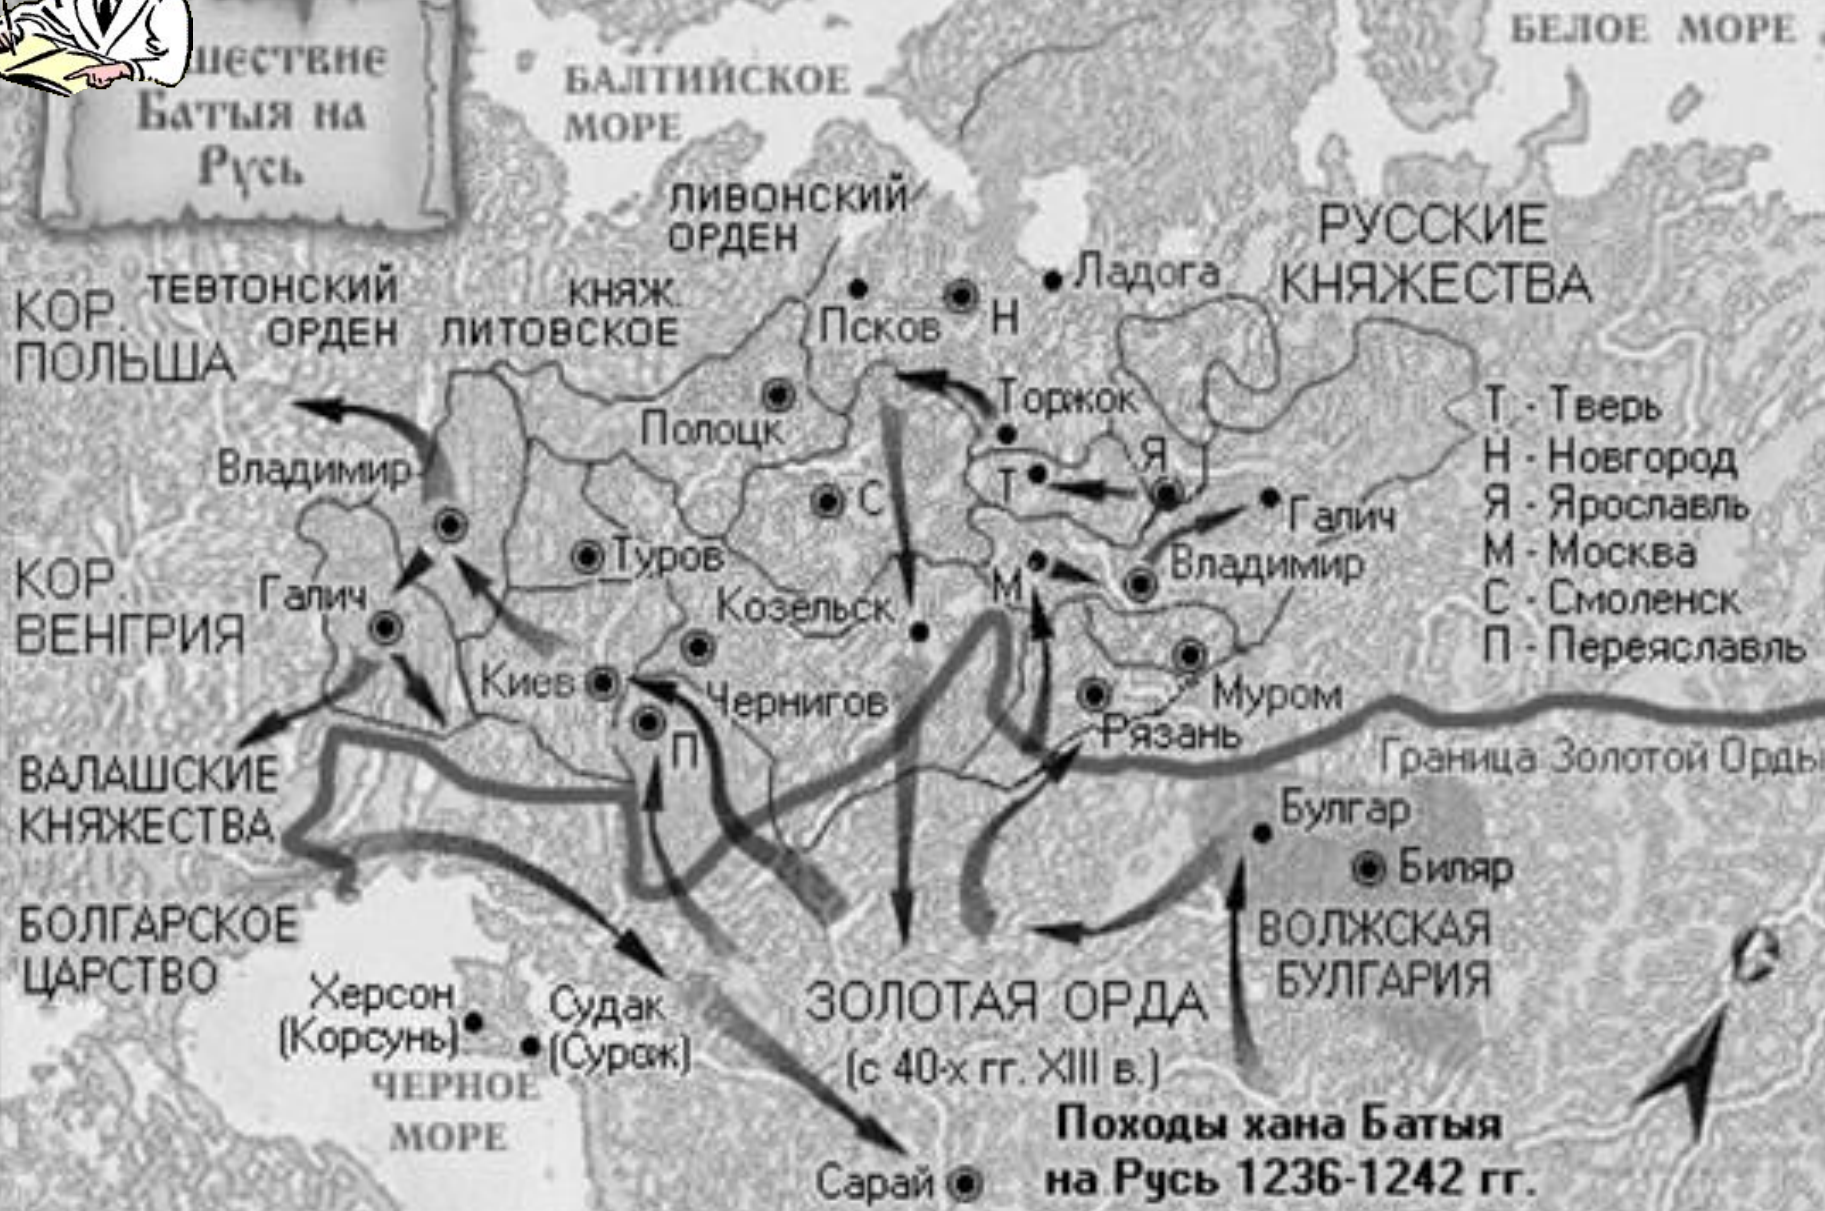 шествие
Батыя на
Русь
БАЛТИЙСКОЕ
МОРЕ
БЕЛОЕ МОРЕ
ЛИВОНСКИЙ
ОРДЕН
РУССКИЕ
КНЯЖЕСТВА
КОР.
ПОЛЬША
ТЕВТОНСКИЙ
ОРДЕН
КНЯЖ.
ЛИТОВСКОЕ
Псков
Н
Ладога
Полоцк
Торжок
Т - Тверь
Н - Новгород
Я - Ярославль
М - Москва
С - Смоленск
П - Переяславль
Владимир
С
Т
Я
Галич
КОР.
ВЕНГРИЯ
Галич
Туров
Козельск
М
Владимир
Киев
Чернигов
П
Рязань
Муром
Граница Золотой Орды
ВАЛАШСКИЕ
КНЯЖЕСТВА
Булгар
Биляр
БОЛГАРСКОЕ
ЦАРСТВО
ВОЛЖСКАЯ
БУЛГАРИЯ
Херсон
(Корсунь)
Судак
(Сурож)
ЗОЛОТАЯ ОРДА
(с 40-х гг. XIII в.)
ЧЕРНОЕ
МОРЕ
Сарай
Походы хана Батыя
на Русь 1236-1242 гг.